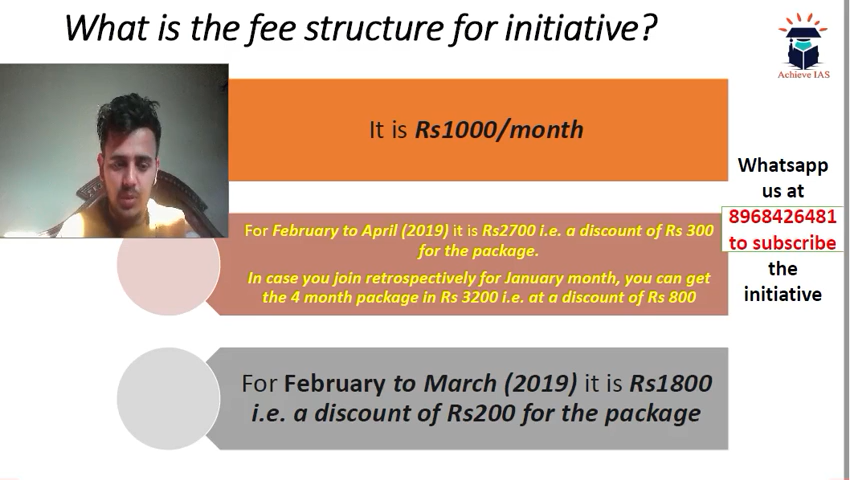 What is the fee structure for initiative?
Achieve IAS
It is Rs1000/month
For February to April (2019) it is Rs2700 i.e. a discount of Rs 300
for the package.
In case you join retrospectively for January month, you can get
the 4 month package in Rs 3200 i.e. at a discount of Rs 800
For February to March (2019) it is Rs1800
i.e. a discount of Rs200 for the package
Whatsapp
us at
8968426481
to subscribe
the
initiative